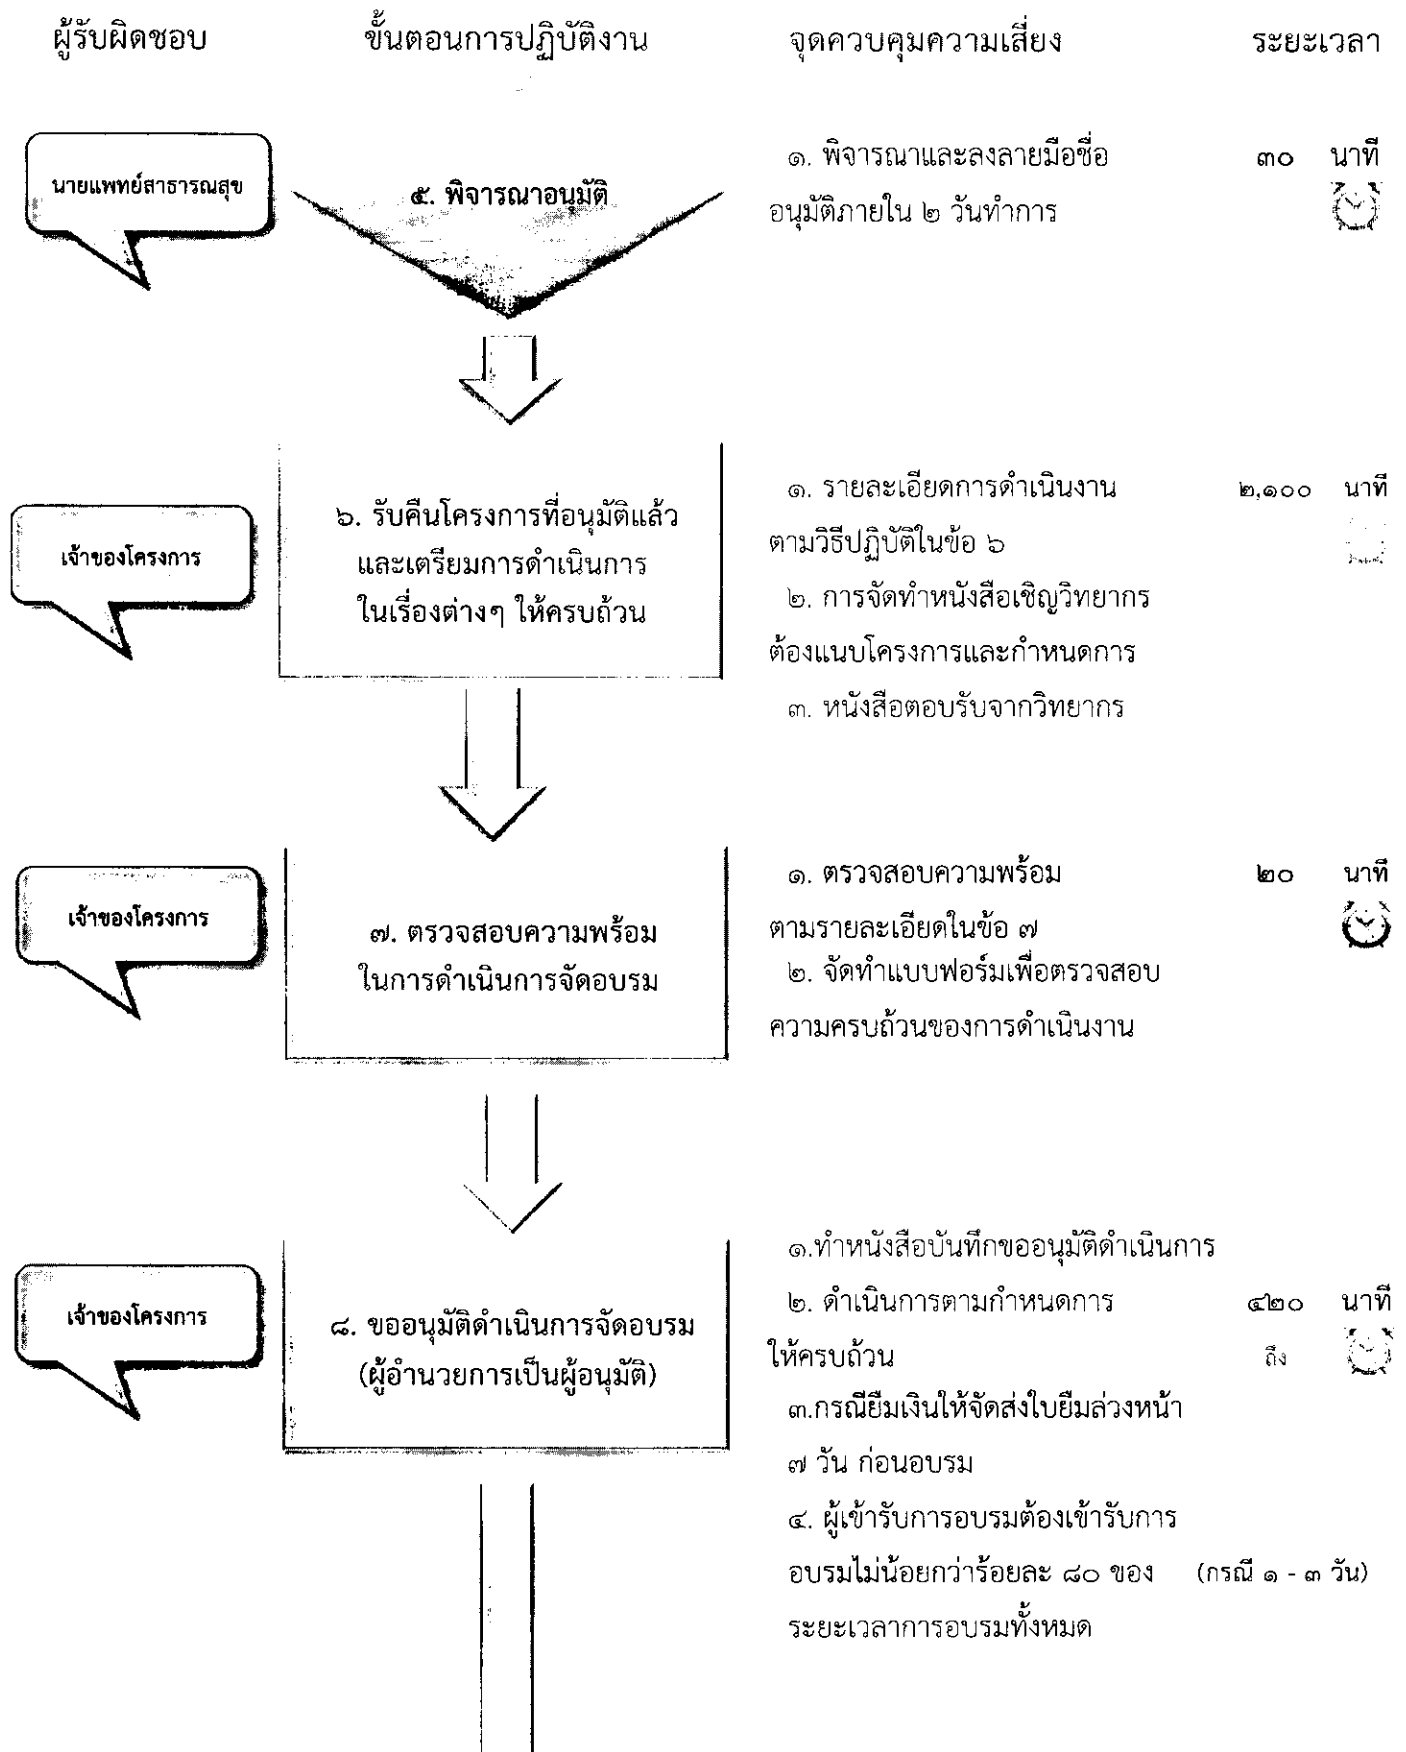 ผู้รับผิดชอบ ขั้นตอนการปฏิบัติงาน จุดควบคุมความเสี่ยง ระยะเวลา
นายแพทย์สาธารณสุข
๕. พิจารณาอนุมัติ
๑. พิจารณาและลงลายมือชื่อ ๓๐ นาที
อนุมัติภายใน ๒ วันทำการ
เจ้าของโครงการ
๖. รับคืนโครงการที่อนุมัติแล้ว
และเตรียมการดำเนินการ
ในเรื่องต่างๆ ให้ครบถ้วน
๑. รายละเอียดการดำเนินงาน ๒,๑๐๐ นาที
ตามวิธีปฏิบัติในข้อ ๖
๒. การจัดทำหนังสือเชิญวิทยากร
ต้องแนบโครงการและกำหนดการ
๓. หนังสือตอบรับจากวิทยากร
เจ้าของโครงการ
๗. ตรวจสอบความพร้อม
ในการดำเนินการจัดอบรม
๑. ตรวจสอบความพร้อม ๒๐ นาที
ตามรายละเอียดในข้อ ๗
๒. จัดทำแบบฟอร์มเพื่อตรวจสอบ
ความครบถ้วนของการดำเนินงาน
เจ้าของโครงการ
๘. ขออนุมัติดำเนินการจัดอบรม
(ผู้อำนวยการเป็นผู้อนุมัติ)
๑.ทำหนังสือบันทึกขออนุมัติดำเนินการ
๒. ดำเนินการตามกำหนดการ ๔๒๐ นาที
ให้ครบถ้วน ถึง
๓.กรณียืมเงินให้จัดส่งใบยืมล่วงหน้า
๗ วัน ก่อนอบรม
๔. ผู้เข้ารับการอบรมต้องเข้ารับการ
อบรมไม่น้อยกว่าร้อยละ ๘๐ ของ (กรณี ๑ - ๓ วัน)
ระยะเวลาการอบรมทั้งหมด